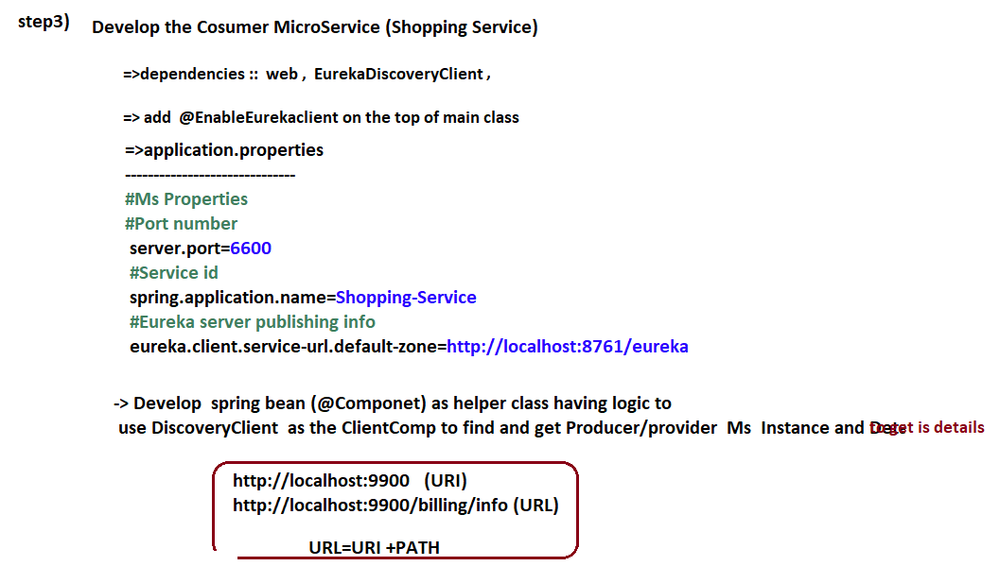 step3) Develop the Cosumer MicroService (Shopping Service)
=>dependencies :: web , EurekaDiscoveryClient ,
=> add @EnableEurekaclient on the top of main class
=>application.properties
------------------------------
#Ms Properties
#Port number
server.port=6600
#Service id
spring.application.name=Shopping-Service
#Eureka server publishing info
eureka.client.service-url.default-zone=http://localhost:8761/eureka
-> Develop spring bean (@Componet) as helper class having logic to
use DiscoveryClient as the ClientComp to find and get Producer/provider Ms Instance and to get is details
http://localhost:9900 (URI)
http://localhost:9900/billing/info (URL)
URL=URI +PATH